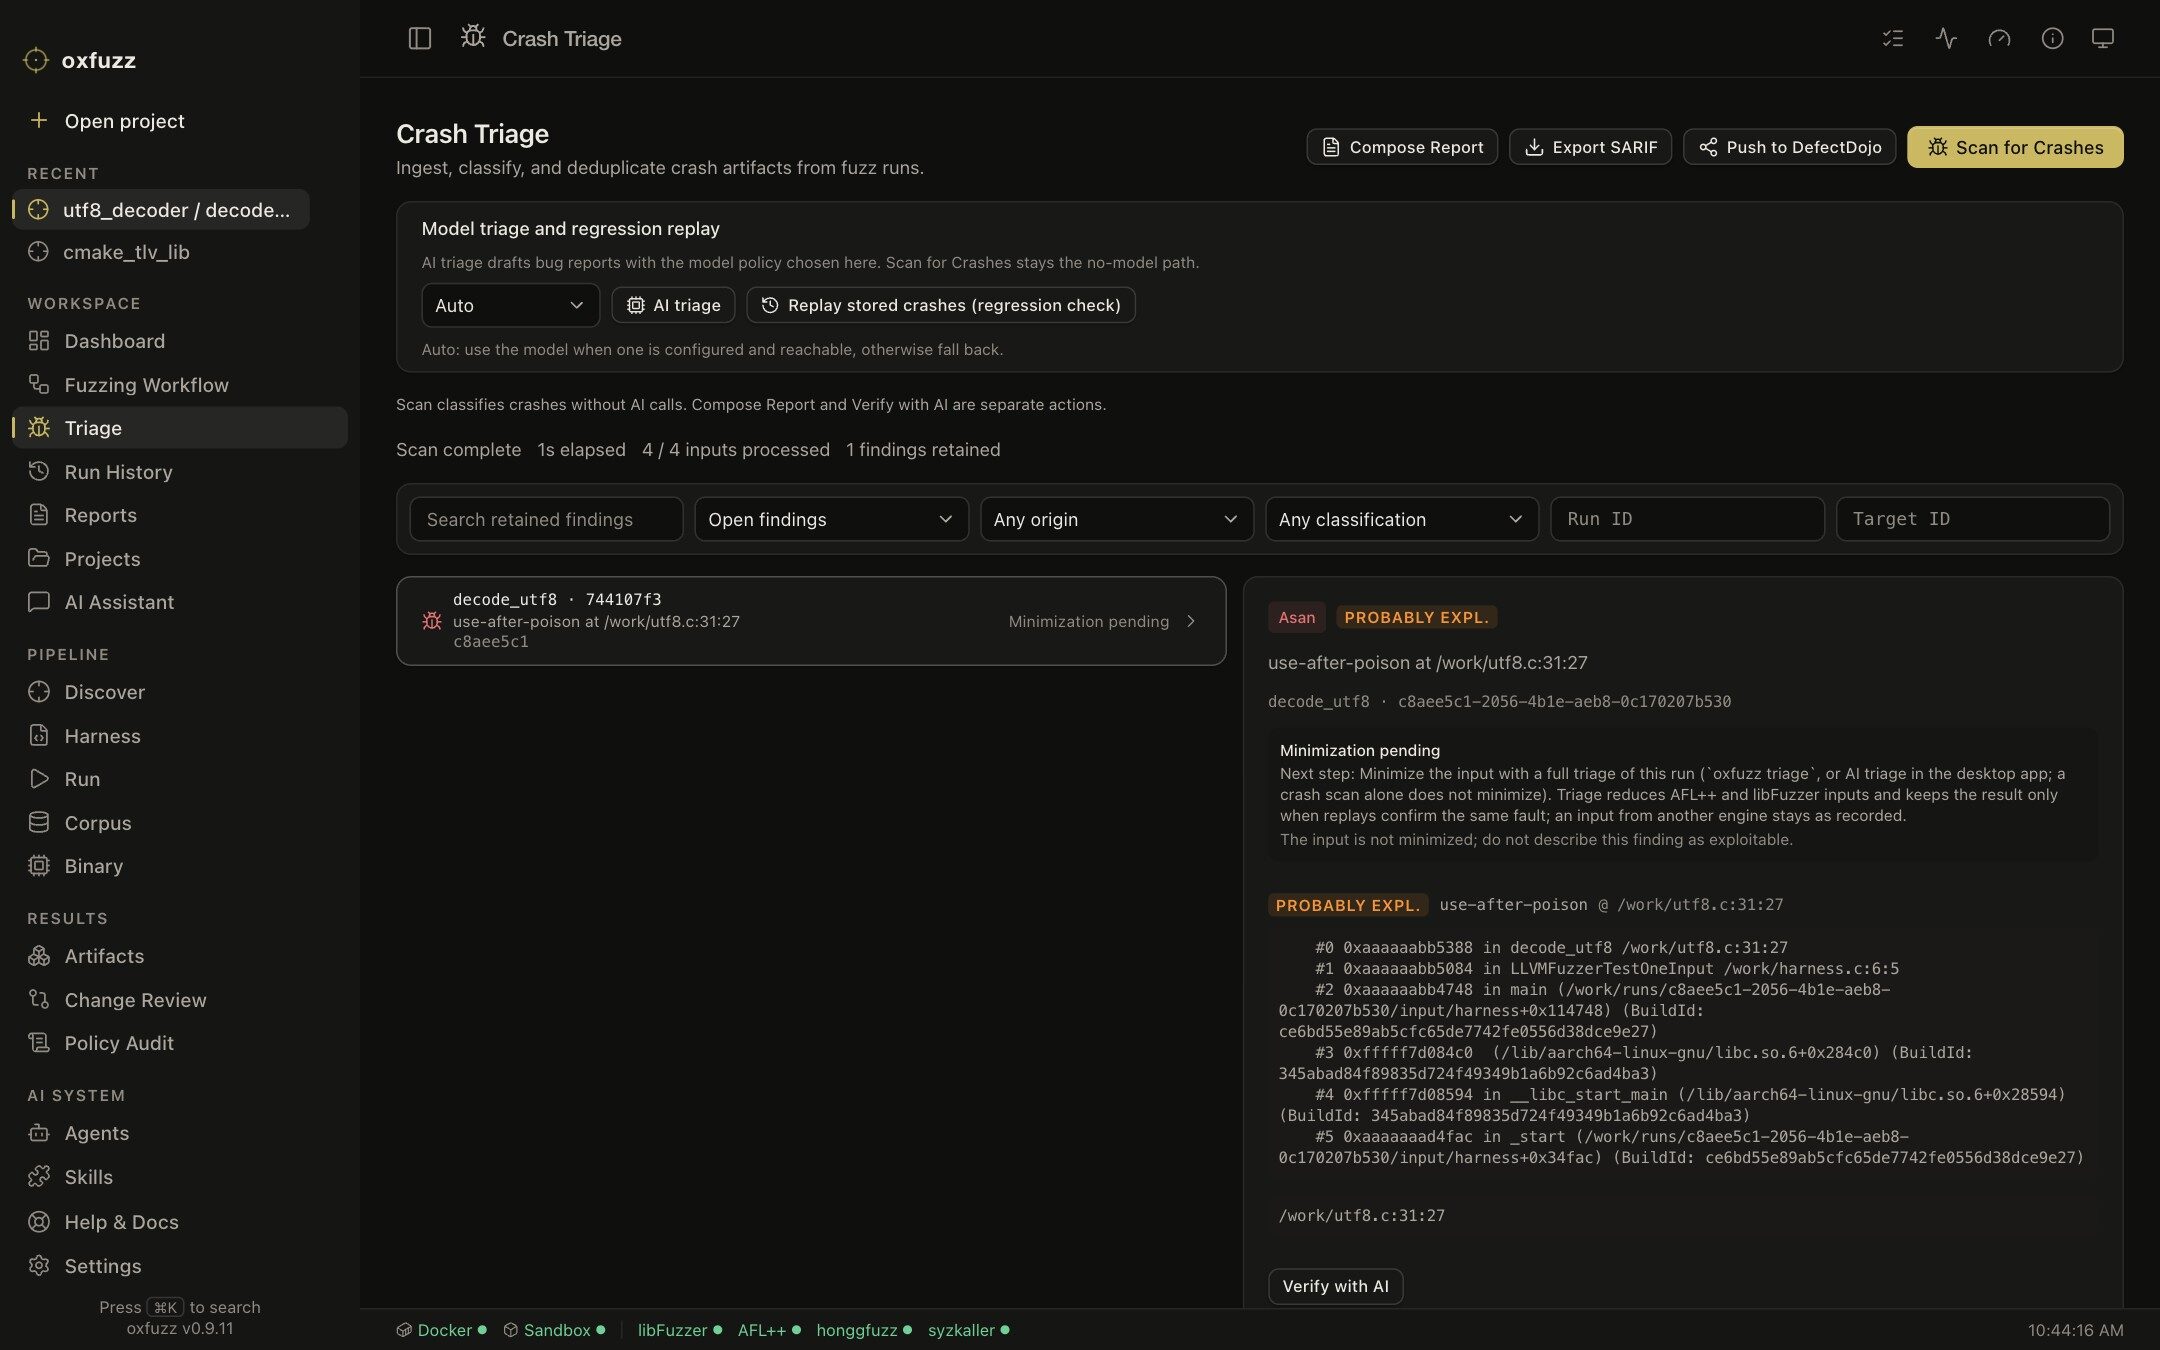 oxfuzz
Open project
RECENT
utf8_decoder / decode...
cmake_tlv_lib
WORKSPACE
Dashboard
Fuzzing Workflow
Triage
Run History
Reports
Projects
AI Assistant
PIPELINE
Discover
Harness
Run
Corpus
Binary
RESULTS
Artifacts
Change Review
Policy Audit
AI SYSTEM
Agents
Skills
Help & Docs
Settings
Press ⌘K to search
oxfuzz v0.9.11
Crash Triage
Crash Triage
Ingest, classify, and deduplicate crash artifacts from fuzz runs.
Compose Report
Export SARIF
Push to DefectDojo
Scan for Crashes
Model triage and regression replay
AI triage drafts bug reports with the model policy chosen here. Scan for Crashes stays the no-model path.
Auto
AI triage
Replay stored crashes (regression check)
Auto: use the model when one is configured and reachable, otherwise fall back.
Scan classifies crashes without AI calls. Compose Report and Verify with AI are separate actions.
Scan complete 1s elapsed 4 / 4 inputs processed 1 findings retained
Search retained findings
Open findings
Any origin
Any classification
Run ID
Target ID
decode_utf8 · 744107f3
use-after-poison at /work/utf8.c:31:27
c8aee5c1
Minimization pending
Asan PROBABLY EXPL.
use-after-poison at /work/utf8.c:31:27
decode_utf8 · c8aee5c1-2056-4b1e-aeb8-0c170207b530
Minimization pending
Next step: Minimize the input with a full triage of this run (`oxfuzz triage`, or AI triage in the desktop app; a
crash scan alone does not minimize). Triage reduces AFL++ and libFuzzer inputs and keeps the result only
when replays confirm the same fault; an input from another engine stays as recorded.
The input is not minimized; do not describe this finding as exploitable.
PROBABLY EXPL. use-after-poison @ /work/utf8.c:31:27
#0 0xaaaaaabb5388 in decode_utf8 /work/utf8.c:31:27
#1 0xaaaaaabb5084 in LLVMFuzzerTestOneInput /work/harness.c:6:5
#2 0xaaaaaabb4748 in main (/work/runs/c8aee5c1-2056-4b1e-aeb8-
0c170207b530/input/harness+0x114748) (BuildId:
ce6bd55e89ab5cfc65de7742fe0556d38dce9e27)
#3 0xfffff7d084c0 (/lib/aarch64-linux-gnu/libc.so.6+0x284c0) (BuildId:
345abad84f89835d724f49349b1a6b92c6ad4ba3)
#4 0xfffff7d08594 in __libc_start_main (/lib/aarch64-linux-gnu/libc.so.6+0x28594)
(BuildId: 345abad84f89835d724f49349b1a6b92c6ad4ba3)
#5 0xaaaaaaad4fac in _start (/work/runs/c8aee5c1-2056-4b1e-aeb8-
0c170207b530/input/harness+0x34fac) (BuildId: ce6bd55e89ab5cfc65de7742fe0556d38dce9e27)
/work/utf8.c:31:27
Verify with AI
Docker Sandbox libFuzzer AFL++ honggfuzz syzkaller
10:44:16 AM